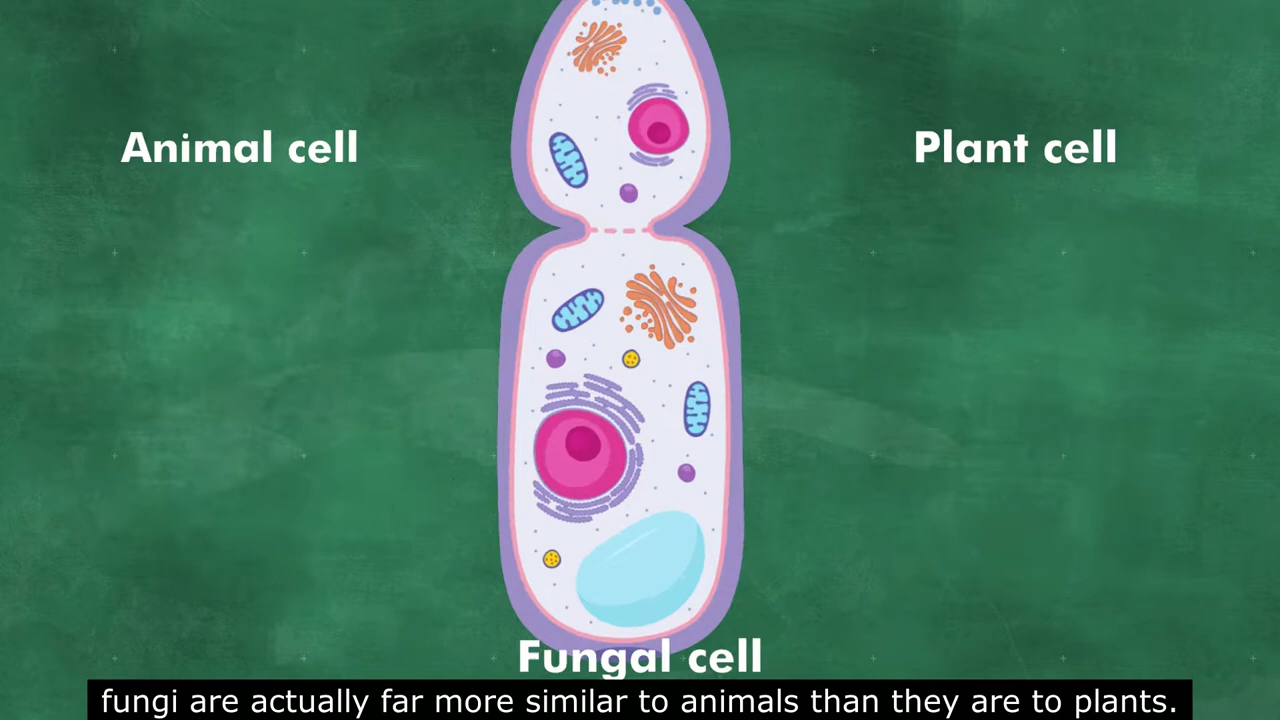 Animal cell
Plant cell
Fungal cell
fungi are actually far more similar to animals than they are to plants.